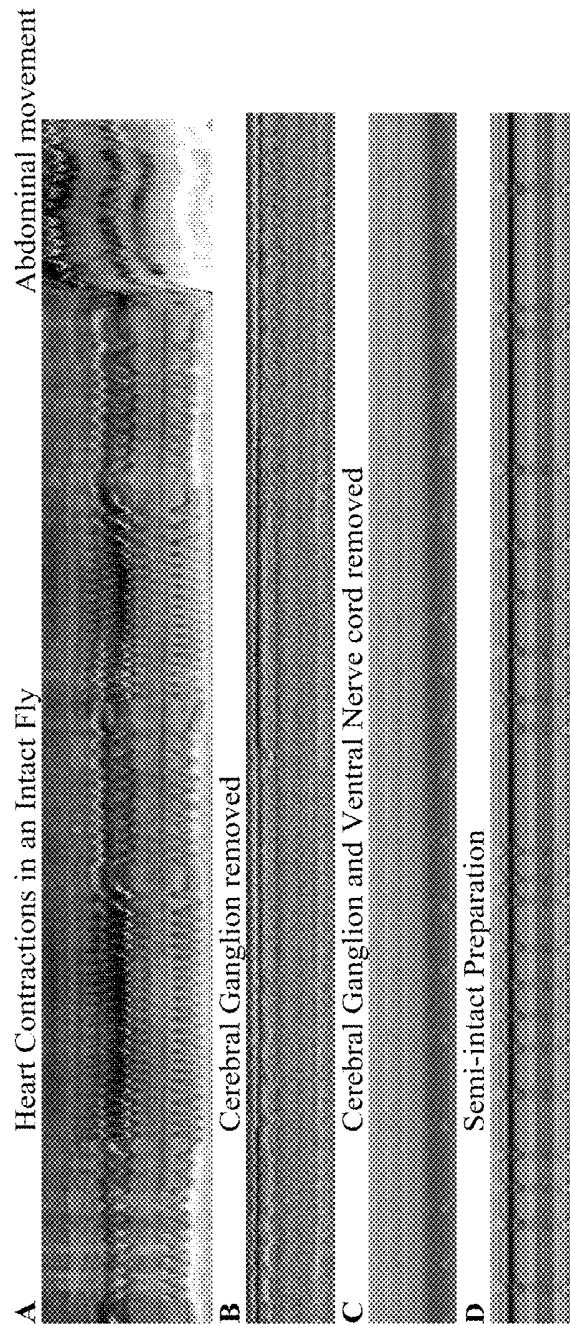 A
Heart Contractions in an Intact Fly
Abdominal movement
B
Cerebral Ganglion removed
C
Cerebral Ganglion and Ventral Nerve cord removed
D
Semi-intact Preparation